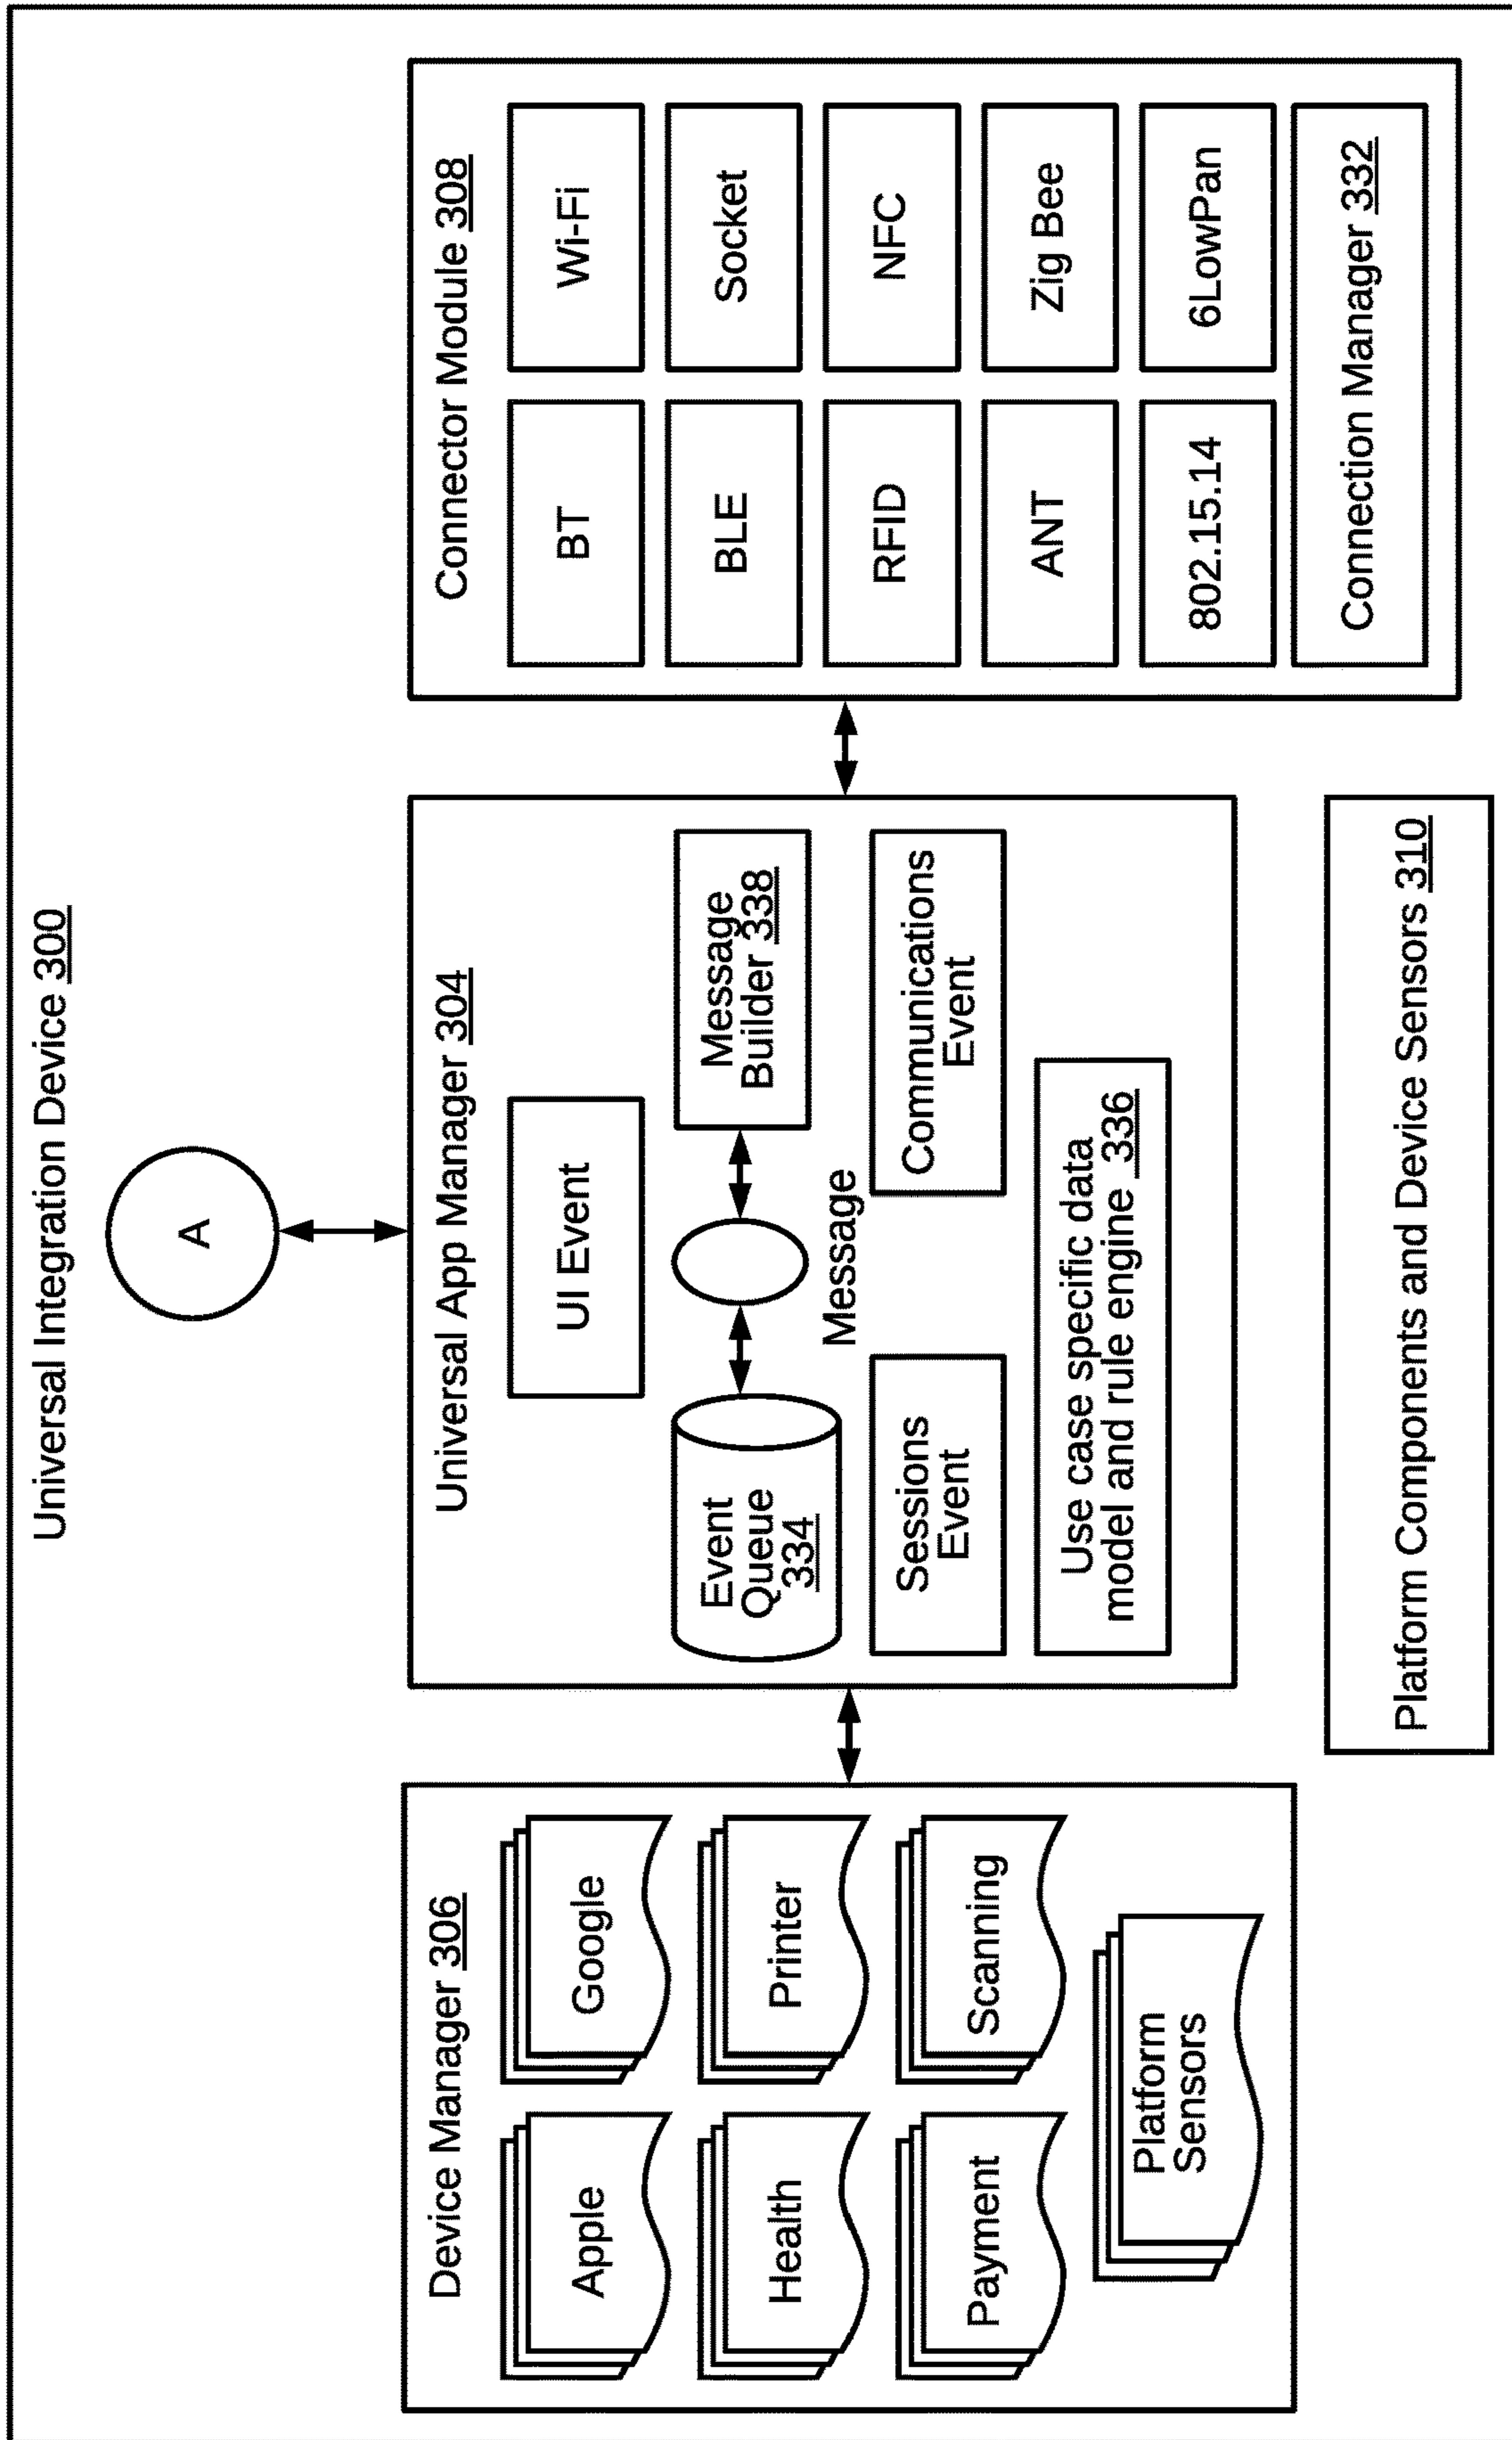 Universal Integration Device 300
A
Device Manager 306
Apple
Google
Health
Printer
Payment
Scanning
Platform
Sensors
Universal App Manager 304
UI Event
Event
Queue
334
Message
Message
Builder 338
Sessions
Event
Communications
Event
Use case specific data
model and rule engine 336
Connector Module 308
BT
Wi-Fi
BLE
Socket
RFID
NFC
ANT
Zig Bee
802.15.14
6LowPan
Connection Manager 332
Platform Components and Device Sensors 310